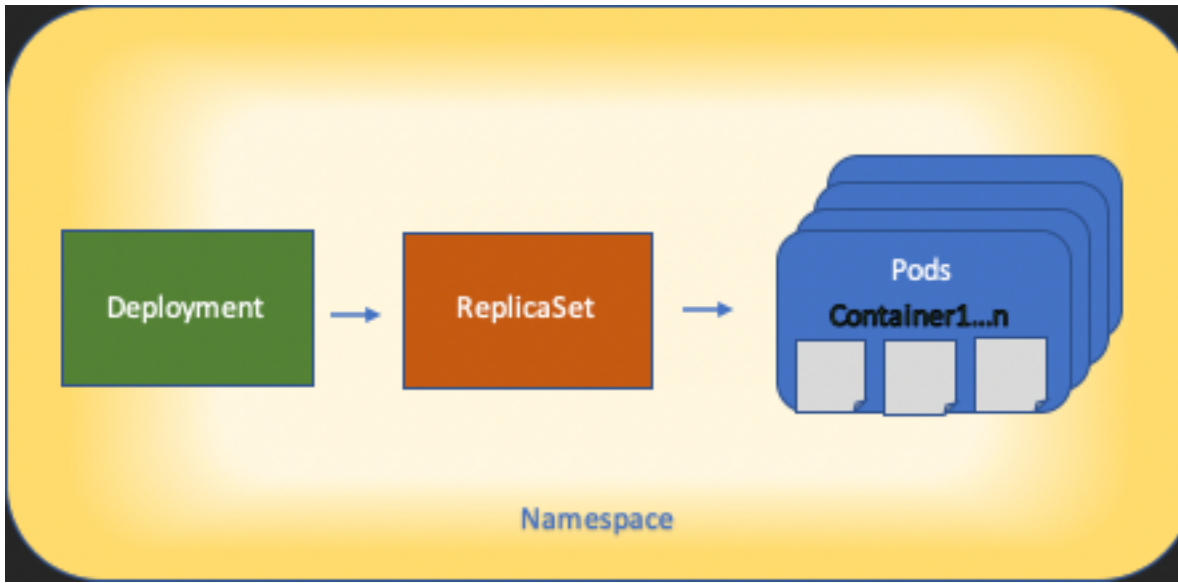 Deployment
ReplicaSet
Pods
Container1...n
Namespace